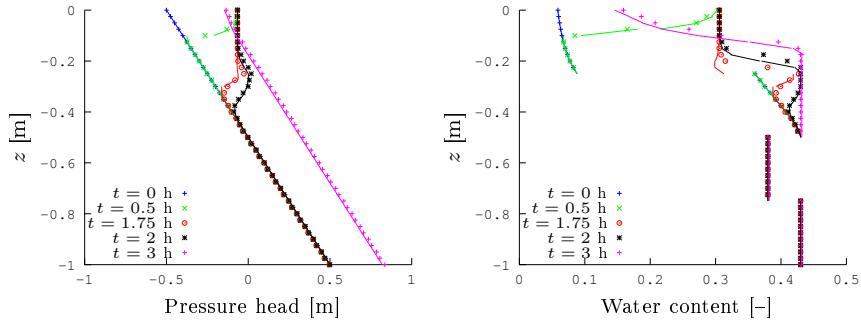 0
−0.2
−0.4
−0.6
−0.8
−1
−1 −0.5 0 0.5 1
z [m]
Pressure head [m]
t = 0 h
t = 0.5 h
t = 1.75 h
t = 2 h
t = 3 h
0
−0.2
−0.4
−0.6
−0.8
−1
0 0.1 0.2 0.3 0.4 0.5
z [m]
Water content [–]
t = 0 h
t = 0.5 h
t = 1.75 h
t = 2 h
t = 3 h